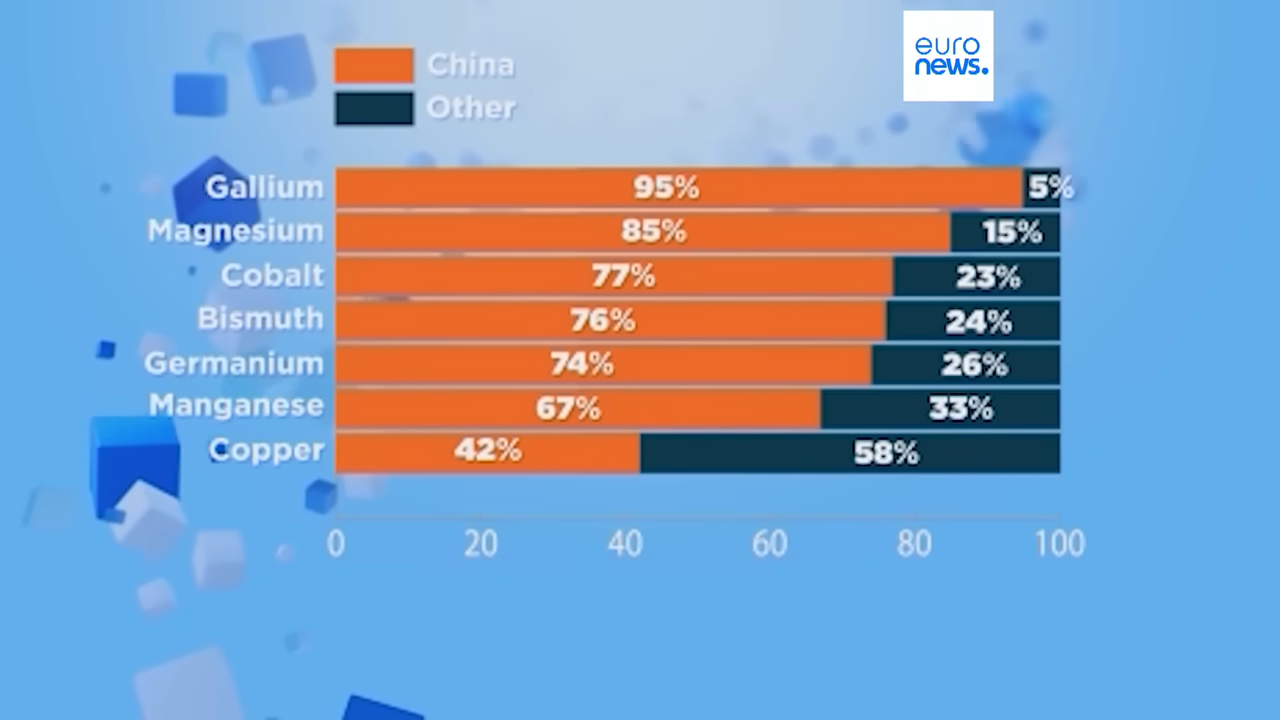 euro
news.
China
Other
Gallium 95% 5%
Magnesium 85% 15%
Cobalt 77% 23%
Bismuth 76% 24%
Germanium 74% 26%
Manganese 67% 33%
Copper 42% 58%
0 20 40 60 80 100